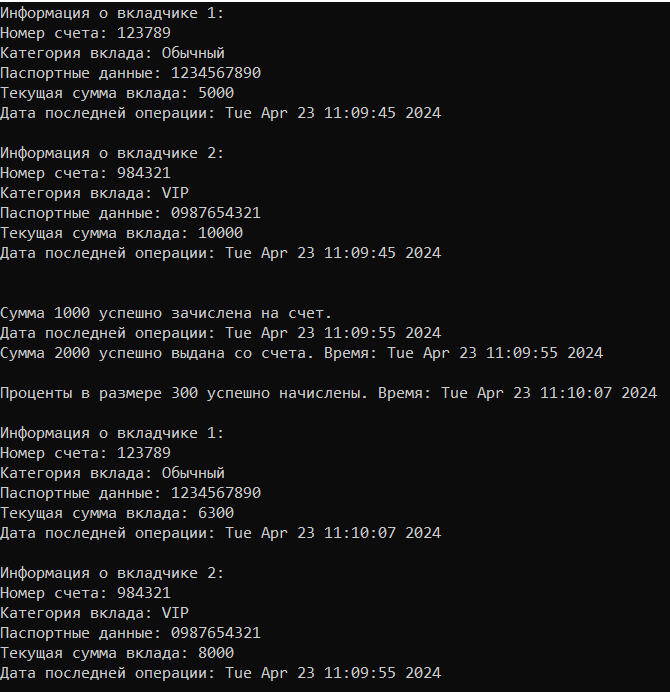 Информация о вкладчике 1:
Номер счета: 123789
Категория вклада: Обычный
Паспортные данные: 1234567890
Текущая сумма вклада: 5000
Дата последней операции: Tue Apr 23 11:09:45 2024
Информация о вкладчике 2:
Номер счета: 984321
Категория вклада: VIP
Паспортные данные: 0987654321
Текущая сумма вклада: 10000
Дата последней операции: Tue Apr 23 11:09:45 2024
Сумма 1000 успешно зачислена на счет.
Дата последней операции: Tue Apr 23 11:09:55 2024
Сумма 2000 успешно выдана со счета. Время: Tue Apr 23 11:09:55 2024
Проценты в размере 300 успешно начислены. Время: Tue Apr 23 11:10:07 2024
Информация о вкладчике 1:
Номер счета: 123789
Категория вклада: Обычный
Паспортные данные: 1234567890
Текущая сумма вклада: 6300
Дата последней операции: Tue Apr 23 11:10:07 2024
Информация о вкладчике 2:
Номер счета: 984321
Категория вклада: VIP
Паспортные данные: 0987654321
Текущая сумма вклада: 8000
Дата последней операции: Tue Apr 23 11:09:55 2024